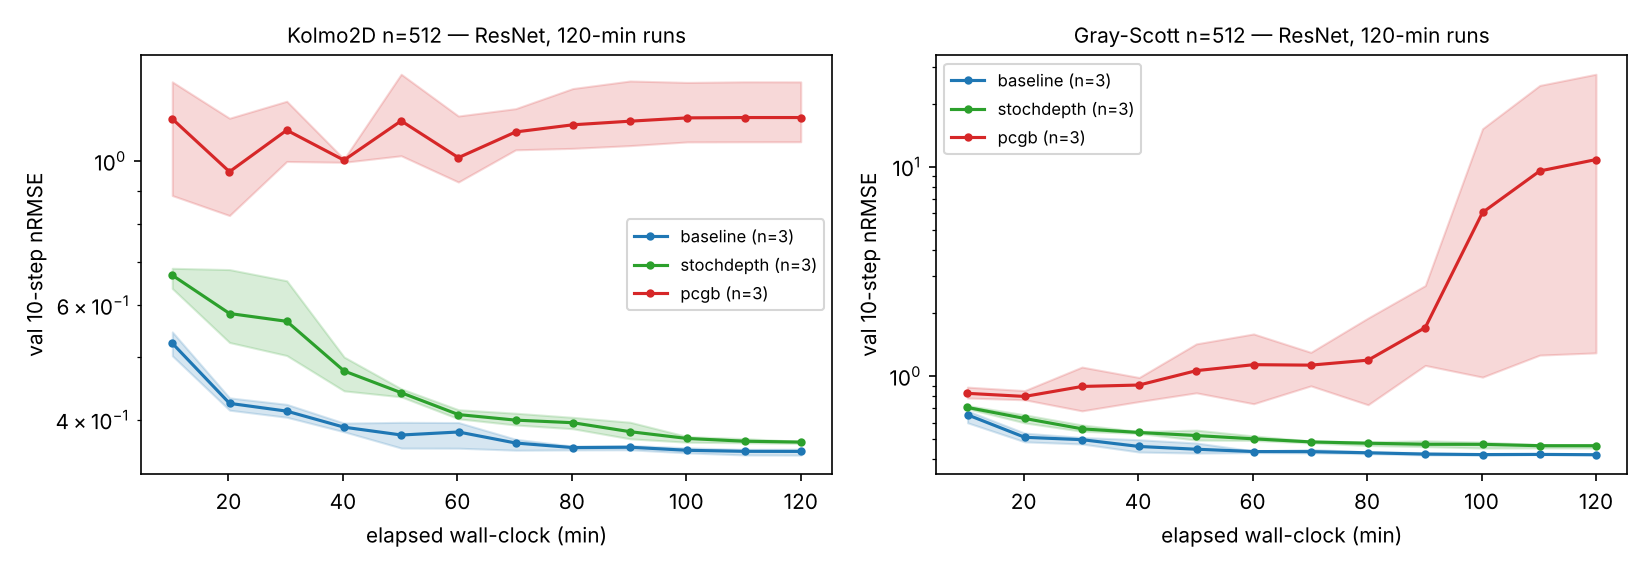 Kolmo2D n=512 — ResNet, 120-min runs
val 10-step nRMSE
10⁰
6 × 10⁻¹
4 × 10⁻¹
baseline (n=3)
stochdepth (n=3)
pcgb (n=3)
20 40 60 80 100 120
elapsed wall-clock (min)
Gray-Scott n=512 — ResNet, 120-min runs
val 10-step nRMSE
10¹
10⁰
baseline (n=3)
stochdepth (n=3)
pcgb (n=3)
20 40 60 80 100 120
elapsed wall-clock (min)